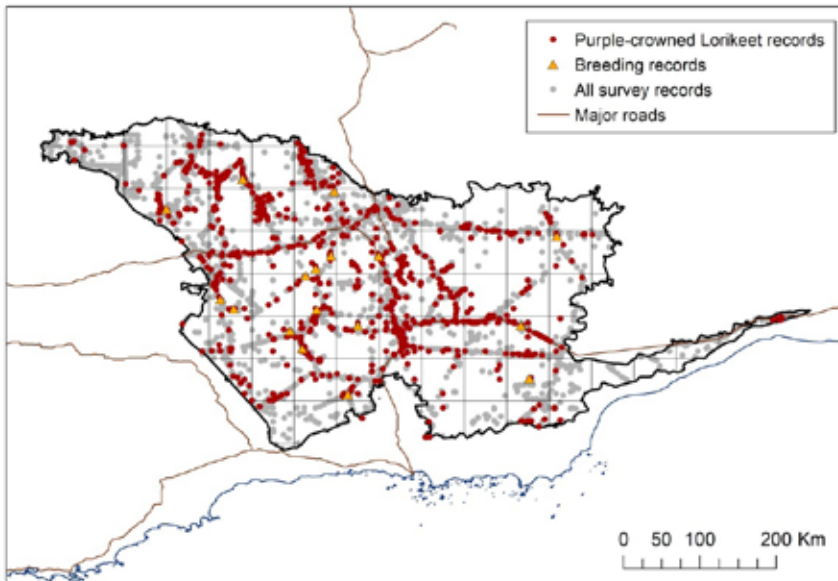 Purple-crowned Lorikeet records
Breeding records
All survey records
Major roads
0 50 100 200 Km